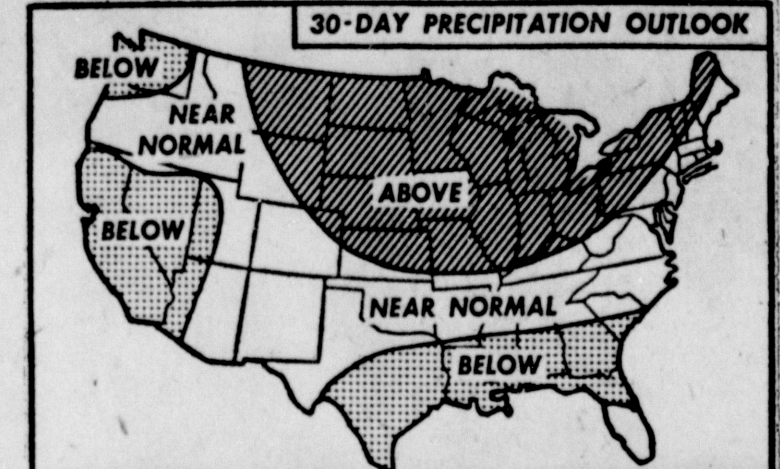 30-DAY PRECIPITATION OUTLOOK
BELOW
NEAR
NORMAL
ABOVE
BELOW
NEAR NORMAL
BELOW